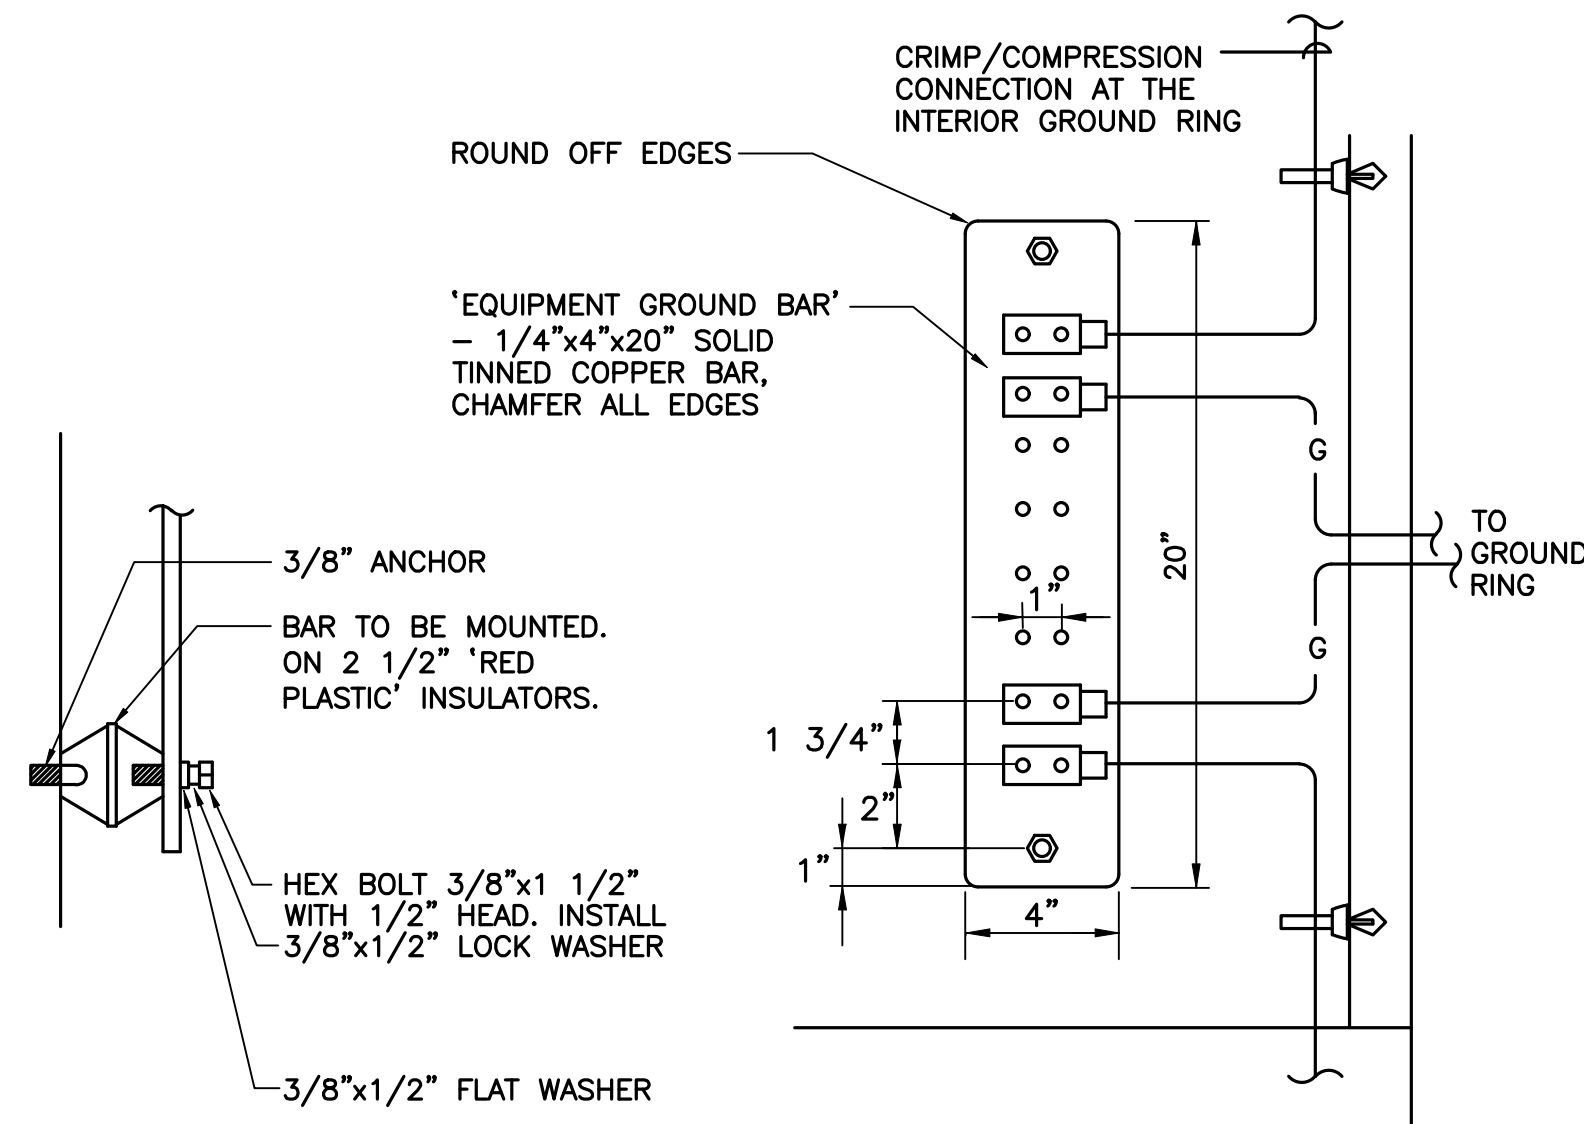 CRIMP/COMPRESSION
CONNECTION AT THE
INTERIOR GROUND RING
ROUND OFF EDGES
‘EQUIPMENT GROUND BAR’
– 1/4”x4”x20” SOLID
TINNED COPPER BAR,
CHAMFER ALL EDGES
G
TO
GROUND
RING
20”
3/8” ANCHOR
BAR TO BE MOUNTED.
ON 2 1/2” ‘RED
PLASTIC’ INSULATORS.
1”
G
1 3/4”
2”
1”
4”
HEX BOLT 3/8”x1 1/2”
WITH 1/2” HEAD. INSTALL
3/8”x1/2” LOCK WASHER
3/8”x1/2” FLAT WASHER